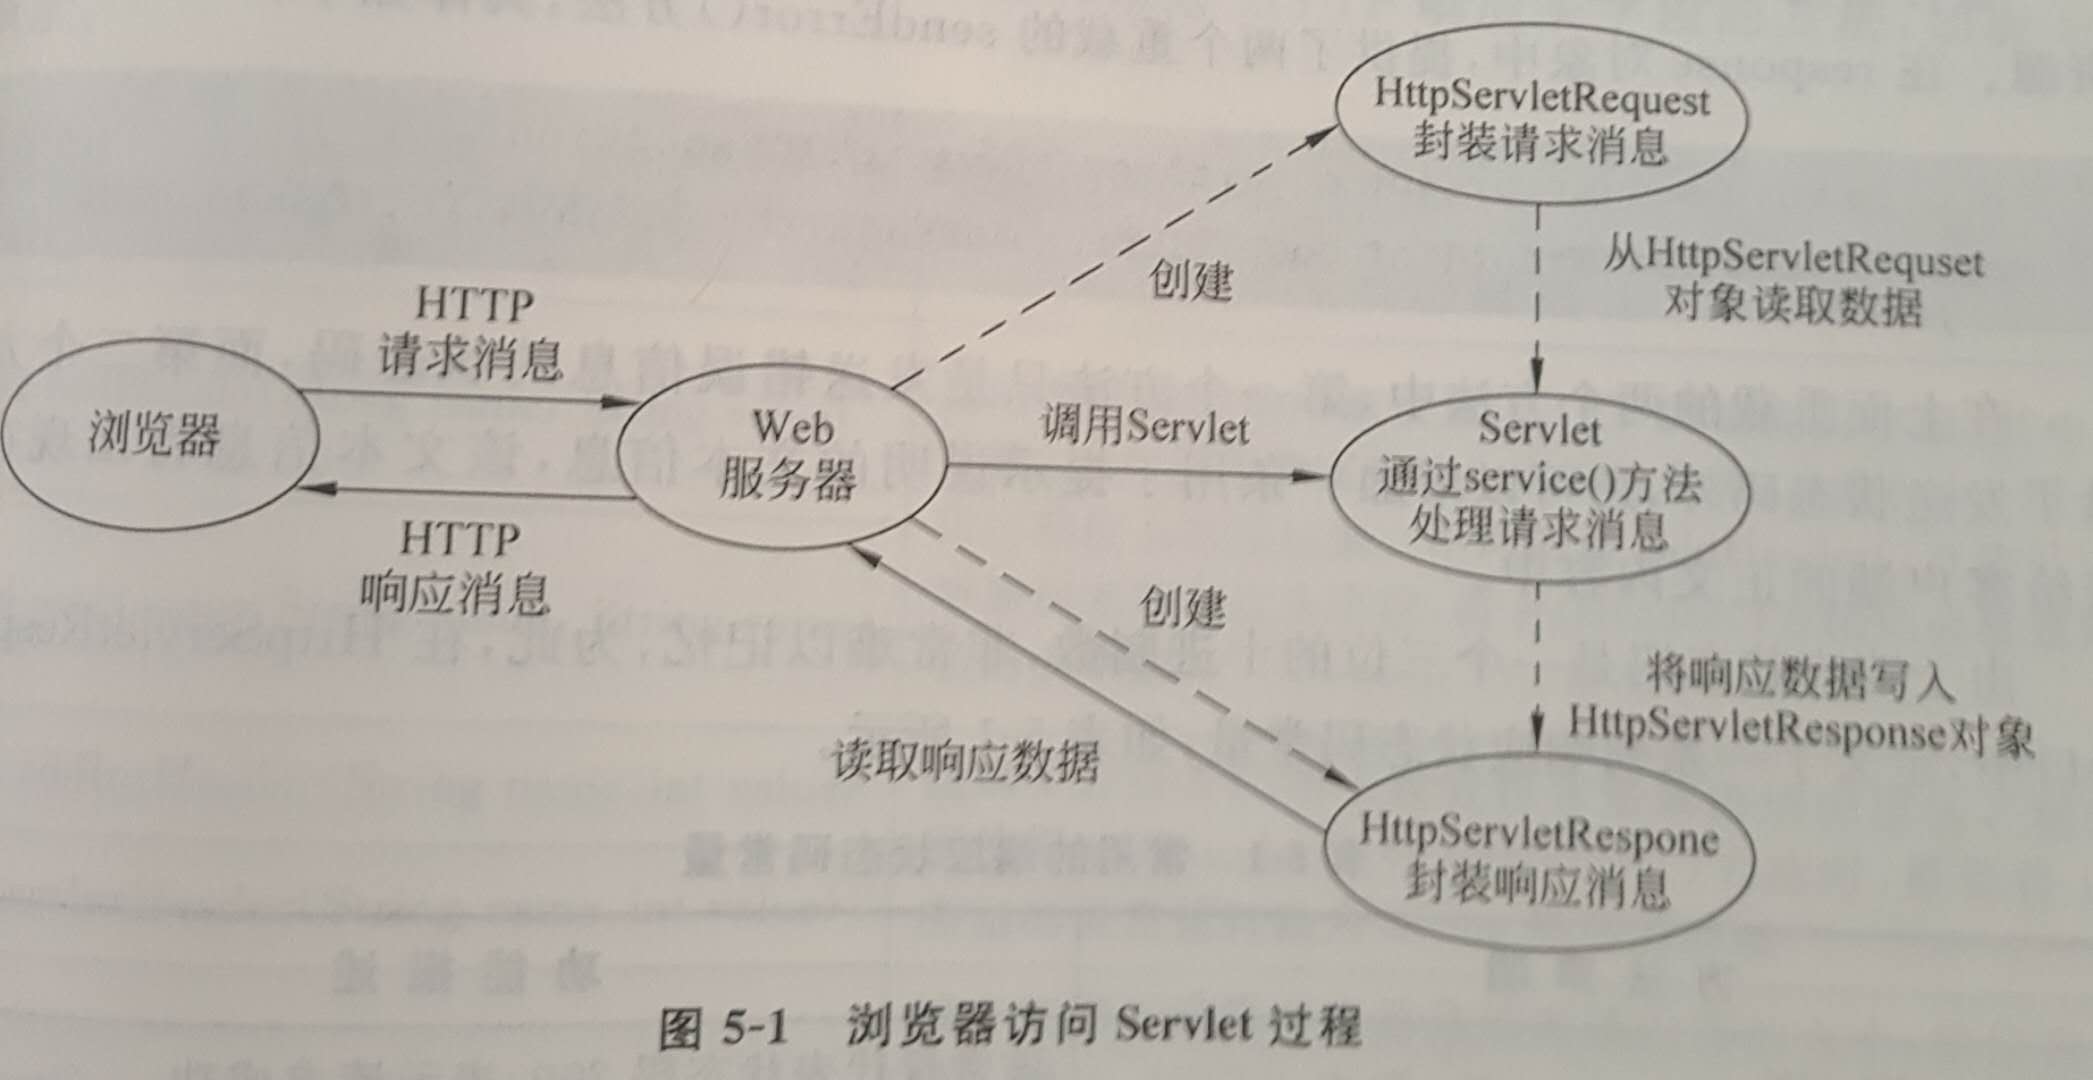 HttpServletRequest
封装请求消息
创建
从HttpServletRequset
对象读取数据
HTTP
请求消息
浏览器
Web
服务器
调用Servlet
Servlet
通过service()方法
处理请求消息
HTTP
响应消息
创建
将响应数据写入
HttpServletResponse对象
读取响应数据
HttpServletRespone
封装响应消息
图 5-1 浏览器访问 Servlet 过程